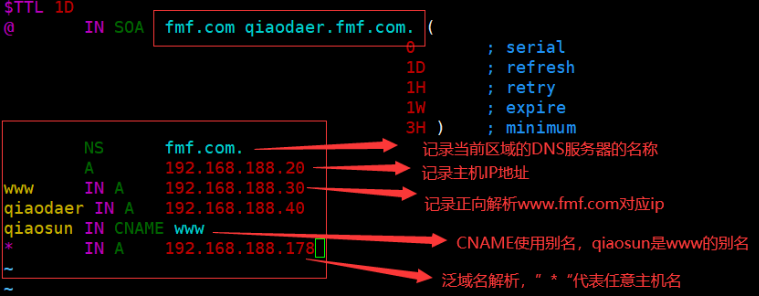 $TTL 1D
@ IN SOA fmf.com qiaodaer.fmf.com. (
0 ; serial
1D ; refresh
1H ; retry
1W ; expire
3H ) ; minimum
NS fmf.com.
记录当前区域的DNS服务器的名称
A 192.168.188.20
记录主机IP地址
www IN A 192.168.188.30
记录正向解析www.fmf.com对应ip
qiaodaer IN A 192.168.188.40
qiaosun IN CNAME www
CNAME使用别名，qiaosun是www的别名
* IN A 192.168.188.178
泛域名解析，”*“代表任意主机名
~
~